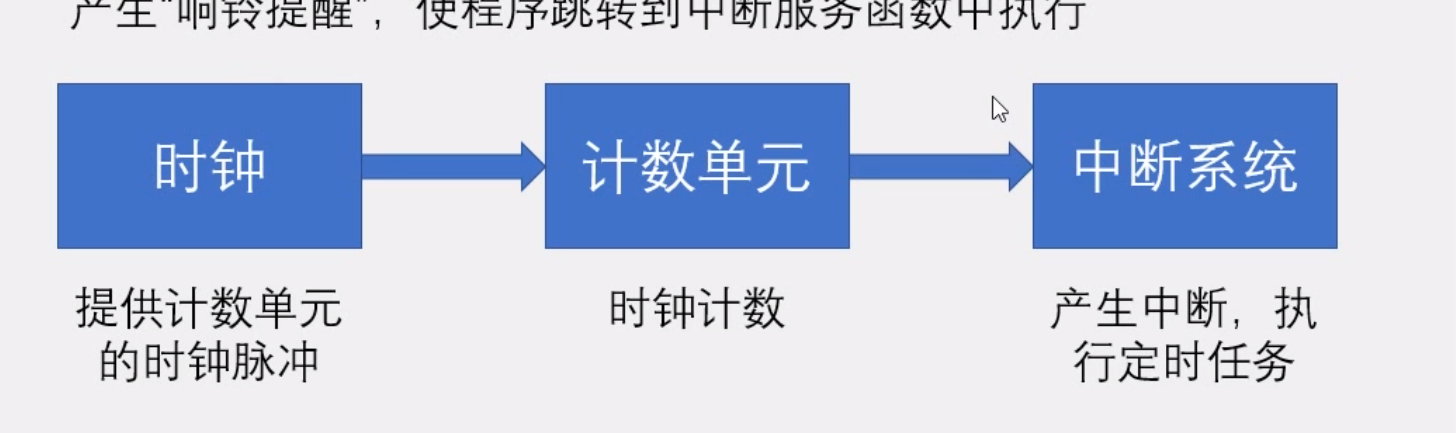 产生“响铃提醒”，使程序跳转到中断服务函数中执行
时钟
计数单元
中断系统
提供计数单元
的时钟脉冲
时钟计数
产生中断，执
行定时任务